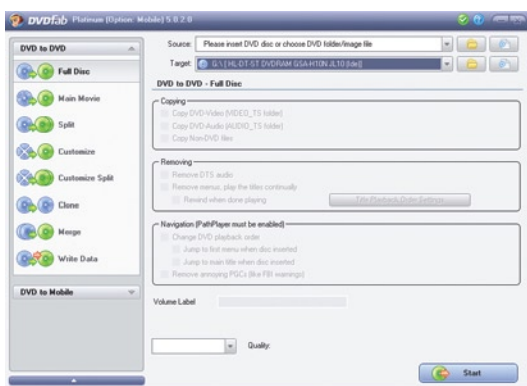 DVDFab Platinum (Option: Mobile) 5.0.2.0
DVD to DVD
Full Disc
Main Movie
Split
Customize
Customize Split
Clone
Merge
Write Data
DVD to Mobile
Source: Please insert DVD disc or choose DVD folder/image file
Target: G:\ [ HL-DT-ST DVDRAM GSA-H10N JL10 (Ide)]
DVD to DVD - Full Disc
Copying
Copy DVD-Video (VIDEO_TS folder)
Copy DVD-Audio (AUDIO_TS folder)
Copy Non-DVD files
Removing
Remove DTS audio
Remove menus, play the titles continually
Rewind when done playing
Title Playback Order Settings...
Navigation (PathPlayer must be enabled)
Change DVD playback order
Jump to first menu when disc inserted
Jump to main title when disc inserted
Remove annoying PGCs (like FBI warnings)
Volume Label
Quality:
Start